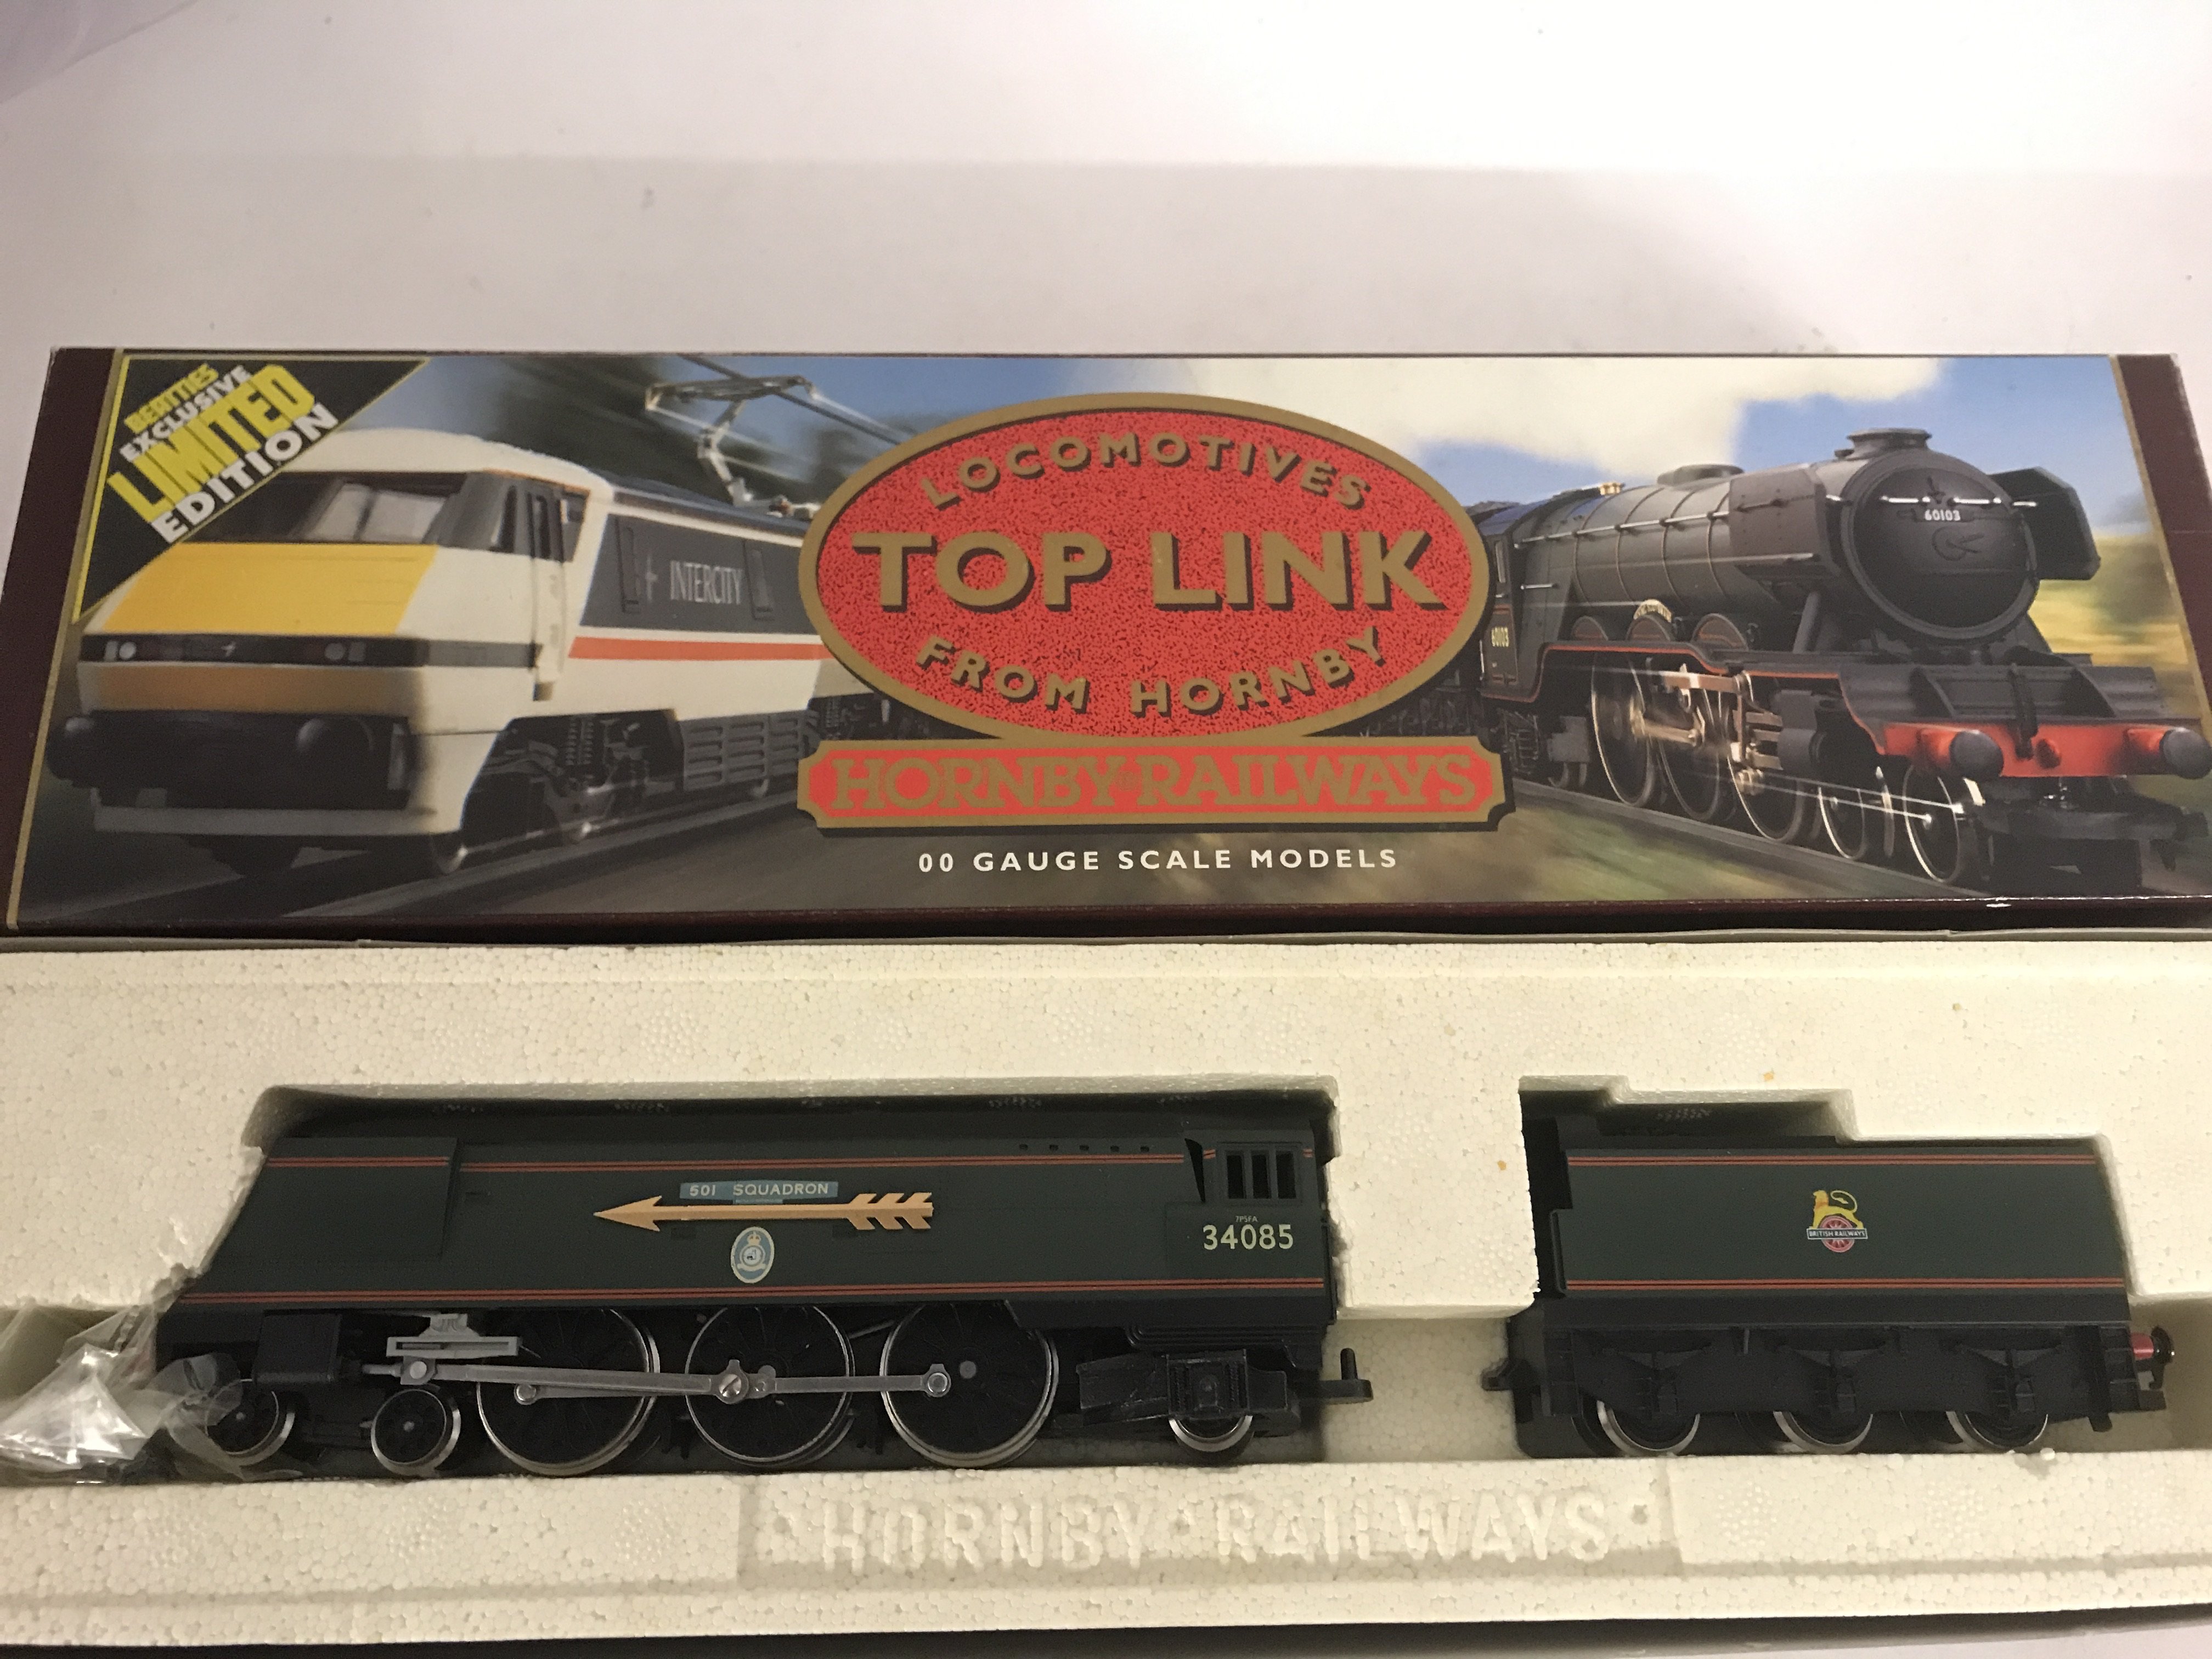 BEATTIES
EXCLUSIVE
LIMITED
EDITION
INTERCITY
LOCOMOTIVES
TOP LINK
FROM HORNBY
HORNBY RAILWAYS
00 GAUGE SCALE MODELS
60103
60103
501 SQUADRON
7P5FA
34085
BRITISH RAILWAYS
HORNBY RAILWAYS